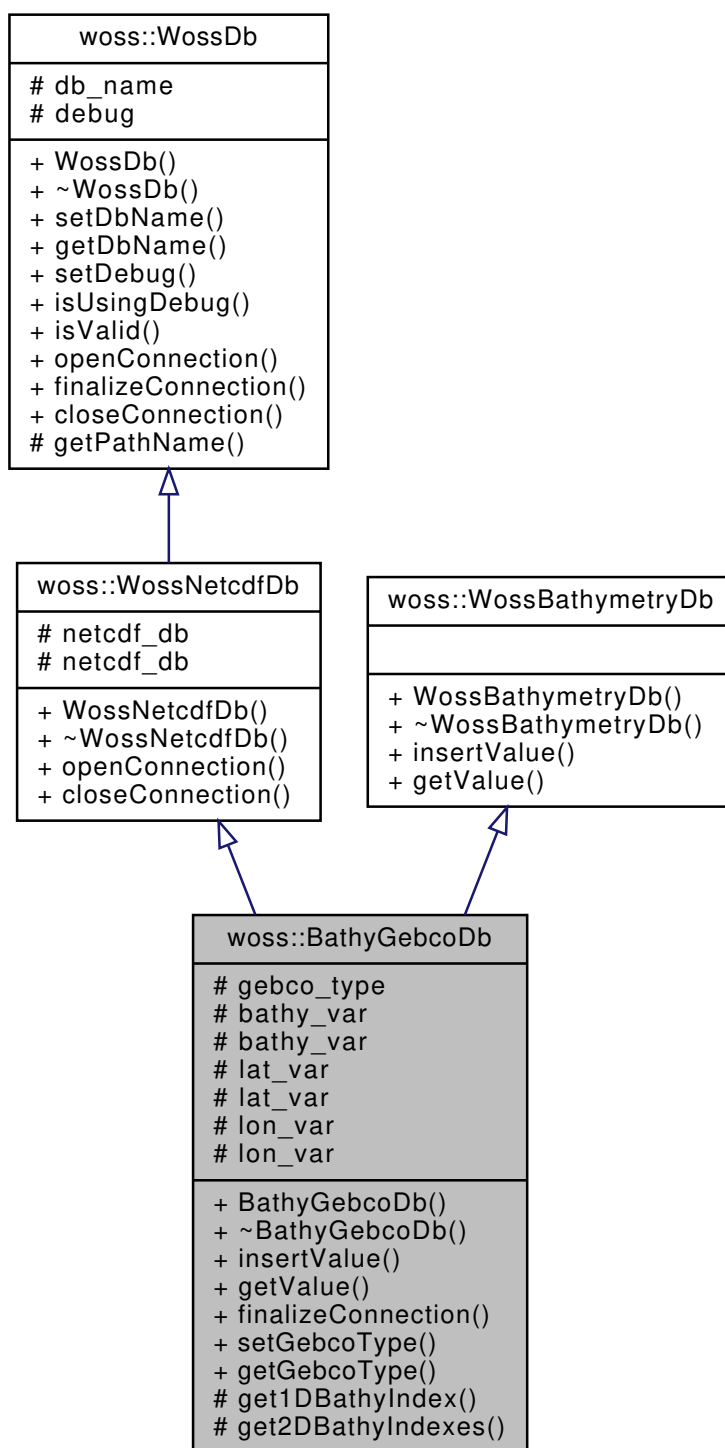 woss::WossDb
# db_name
# debug
+ WossDb()
+ ~WossDb()
+ setDbName()
+ getDbName()
+ setDebug()
+ isUsingDebug()
+ isValid()
+ openConnection()
+ finalizeConnection()
+ closeConnection()
# getPathName()
woss::WossNetcdfDb
# netcdf_db
# netcdf_db
+ WossNetcdfDb()
+ ~WossNetcdfDb()
+ openConnection()
+ closeConnection()
woss::WossBathymetryDb
+ WossBathymetryDb()
+ ~WossBathymetryDb()
+ insertValue()
+ getValue()
woss::BathyGebcoDb
# gebco_type
# bathy_var
# bathy_var
# lat_var
# lat_var
# lon_var
# lon_var
+ BathyGebcoDb()
+ ~BathyGebcoDb()
+ insertValue()
+ getValue()
+ finalizeConnection()
+ setGebcoType()
+ getGebcoType()
# get1DBathyIndex()
# get2DBathyIndexes()